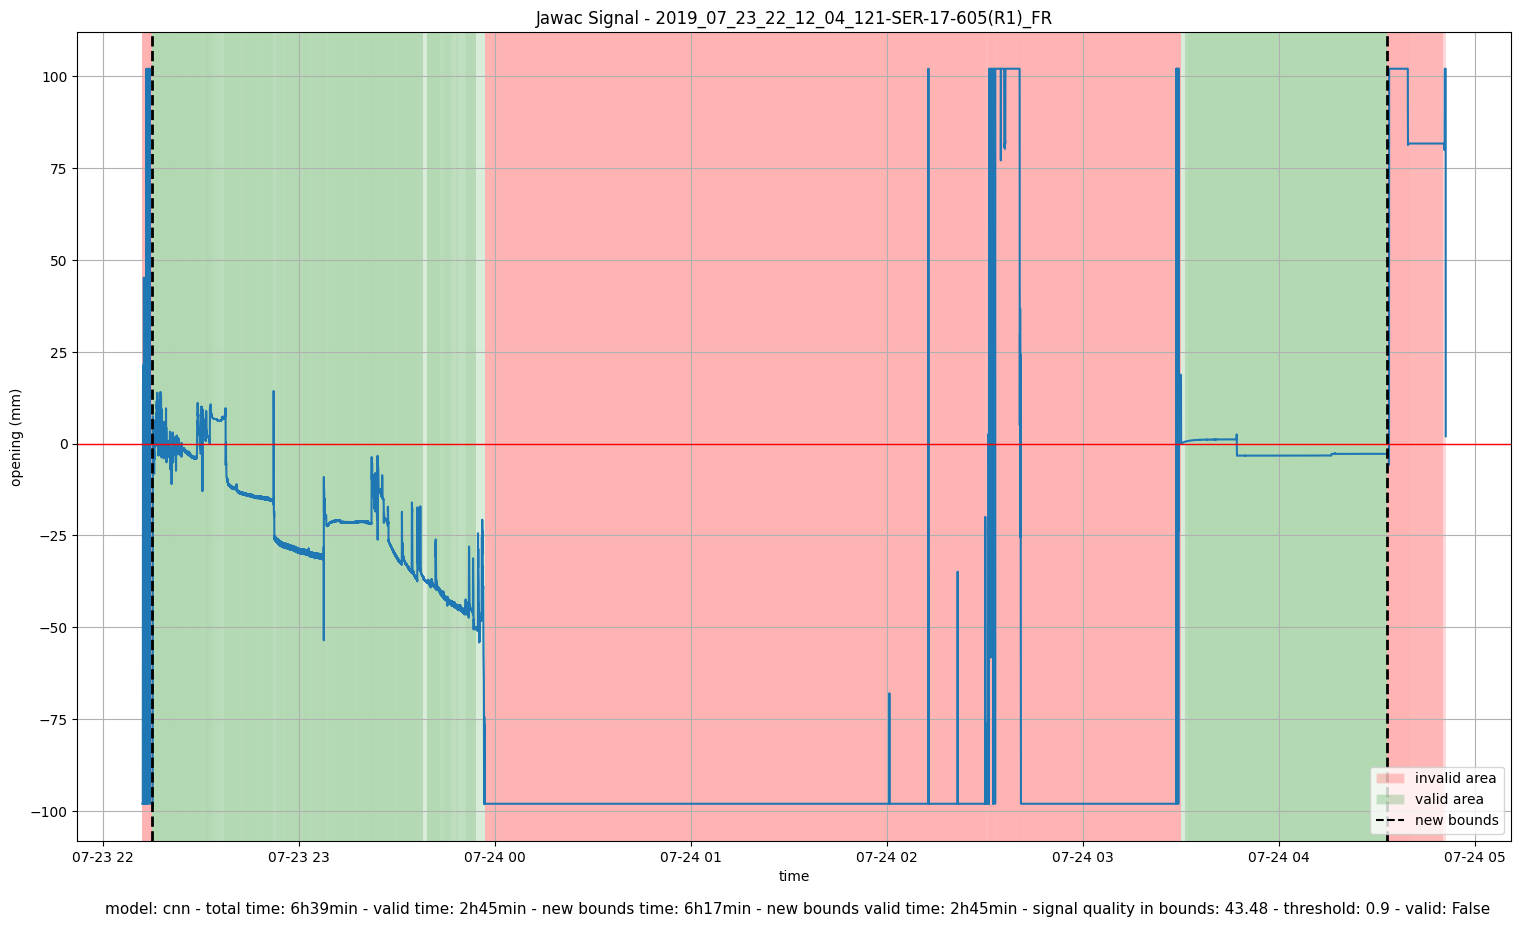 Jawac Signal - 2019_07_23_22_12_04_121-SER-17-605(R1)_FR
opening (mm)
100
75
50
25
0
−25
−50
−75
−100
07-23 22
07-23 23
07-24 00
07-24 01
07-24 02
07-24 03
07-24 04
07-24 05
time
invalid area
valid area
new bounds
model: cnn - total time: 6h39min - valid time: 2h45min - new bounds time: 6h17min - new bounds valid time: 2h45min - signal quality in bounds: 43.48 - threshold: 0.9 - valid: False